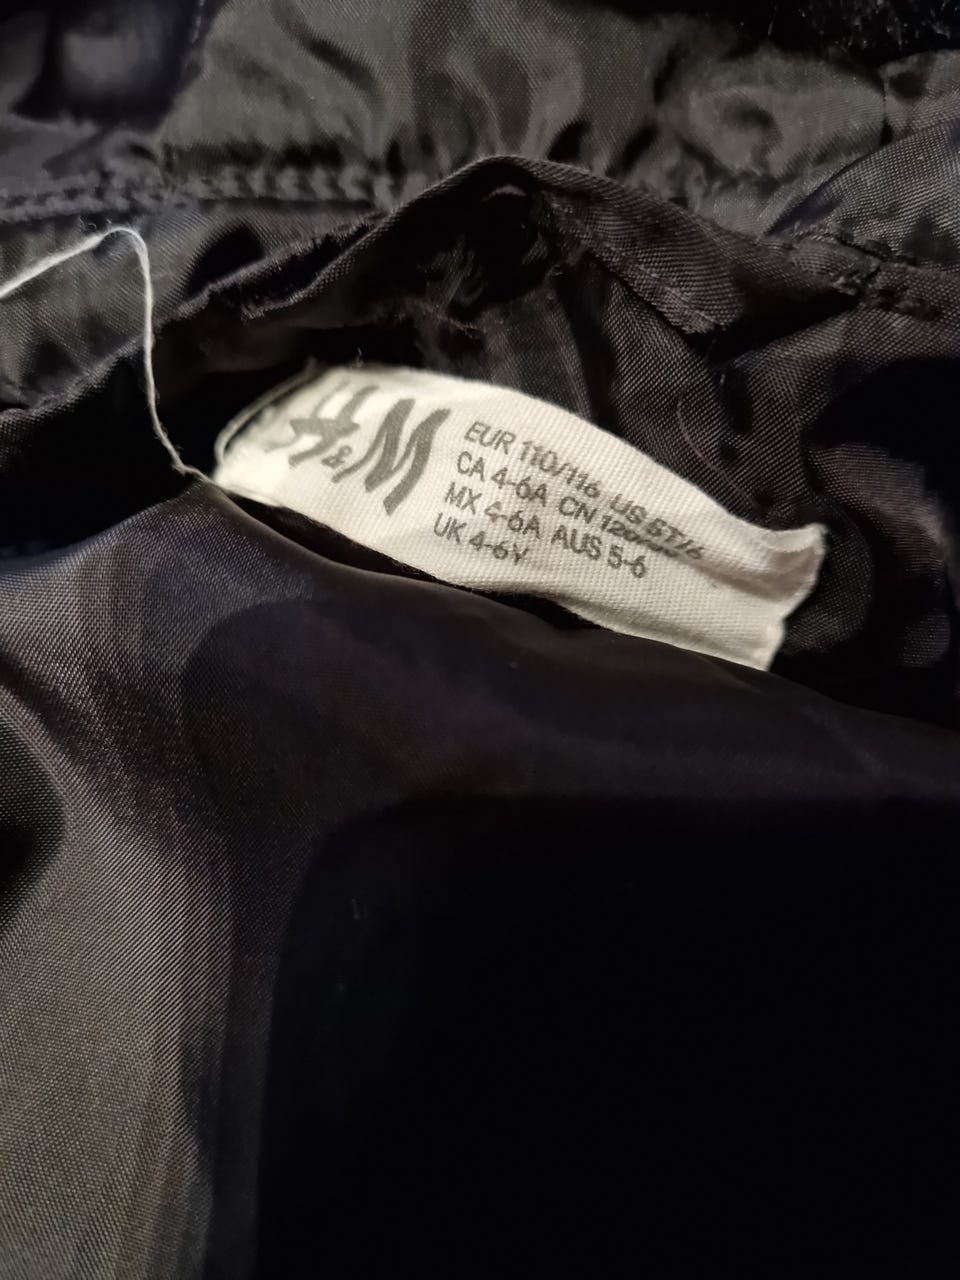 H&M
EUR 110/116 US 5T/6
CA 4-6A CN
MX 4-6A AUS 5-6
UK 4-6Y